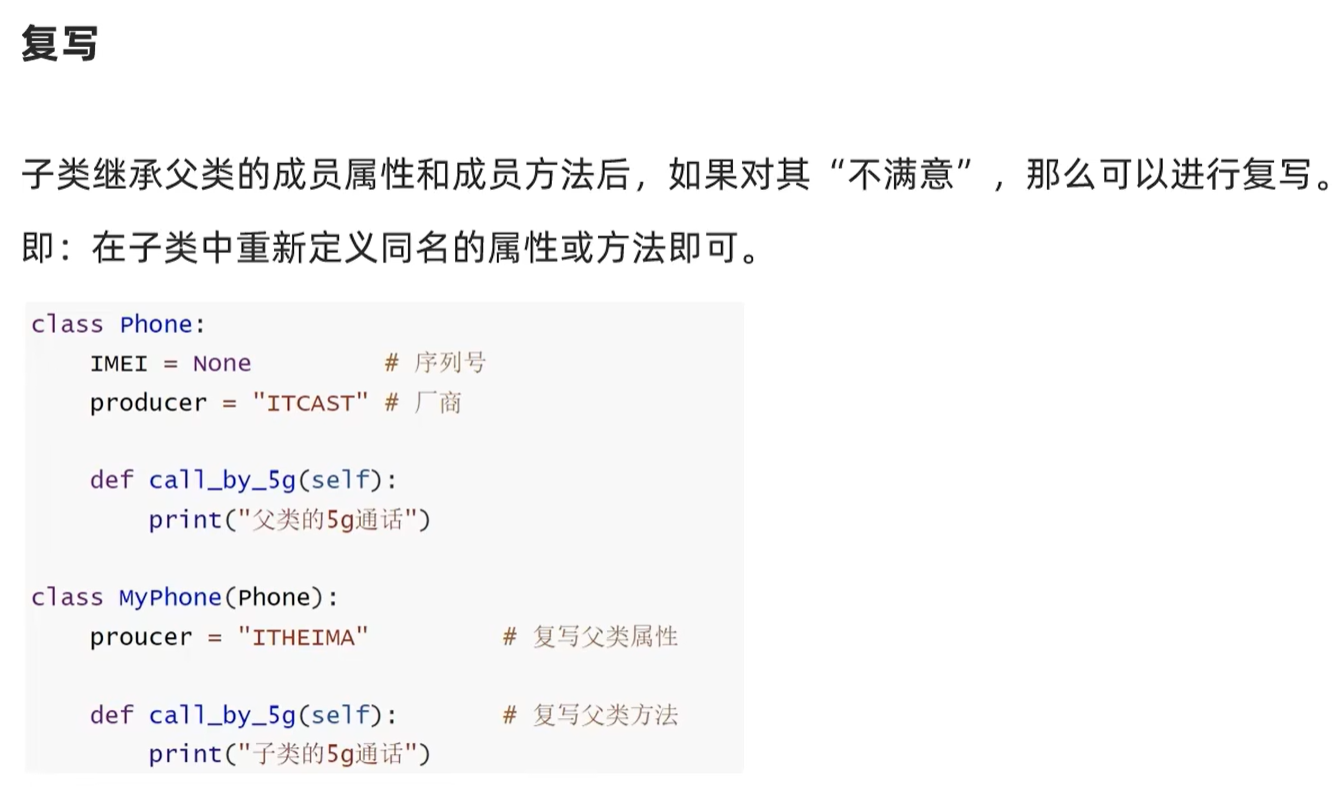 复写
子类继承父类的成员属性和成员方法后，如果对其“不满意”，那么可以进行复写。
即：在子类中重新定义同名的属性或方法即可。
class Phone:
    IMEI = None         # 序列号
    producer = "ITCAST" # 厂商
    def call_by_5g(self):
        print("父类的5g通话")
class MyPhone(Phone):
    proucer = "ITHEIMA"         # 复写父类属性
    def call_by_5g(self):       # 复写父类方法
        print("子类的5g通话")